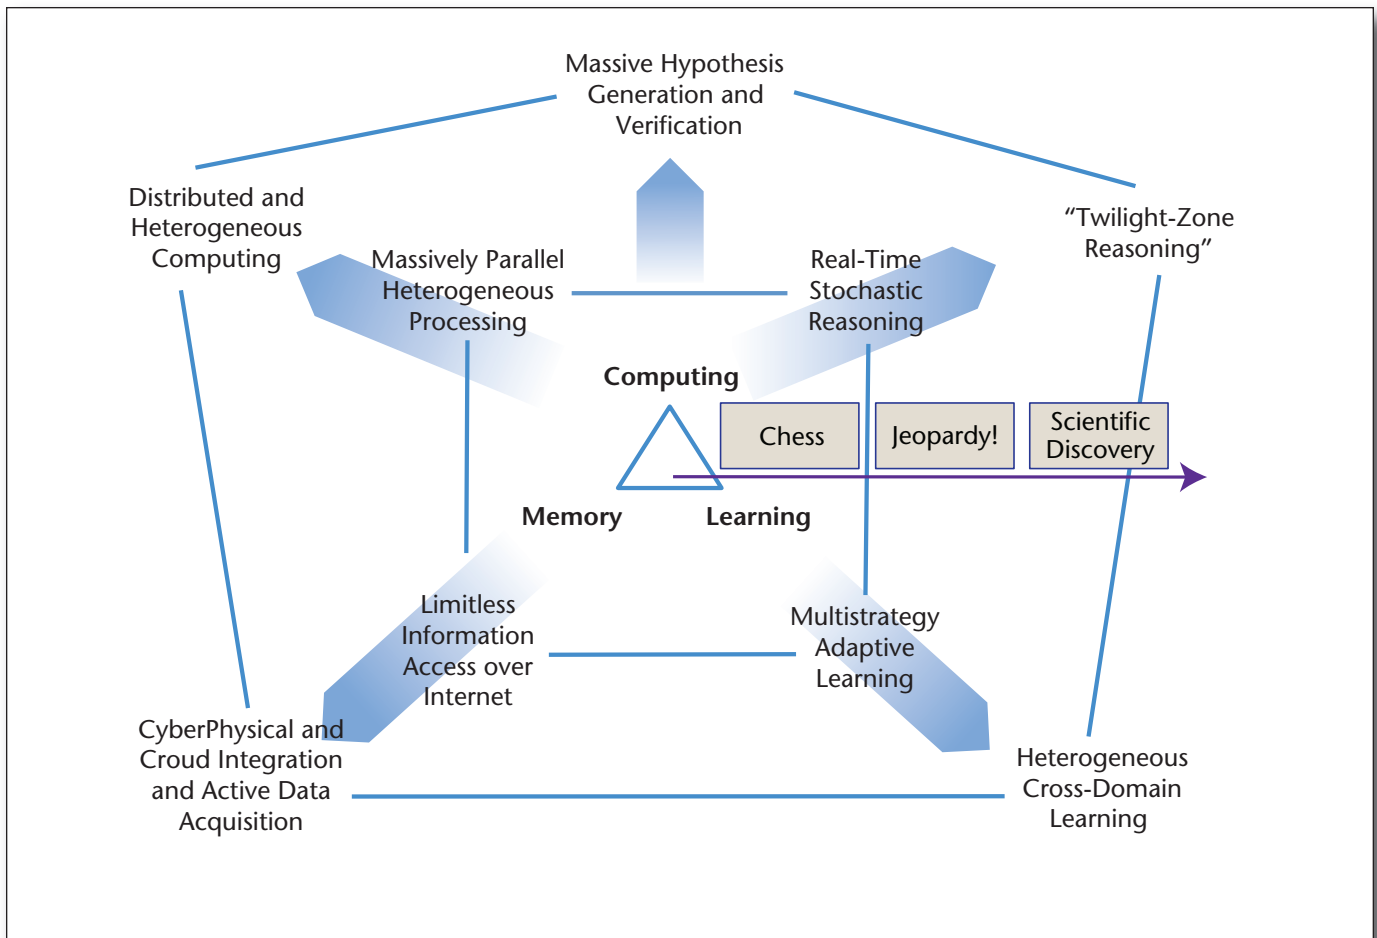 Massive Hypothesis
Generation and
Verification
Distributed and
Heterogeneous
Computing
“Twilight-Zone
Reasoning”
Massively Parallel
Heterogeneous
Processing
Real-Time
Stochastic
Reasoning
Computing
Chess
Jeopardy!
Scientific
Discovery
Memory
Learning
Limitless
Information
Access over
Internet
Multistrategy
Adaptive
Learning
CyberPhysical and
Croud Integration
and Active Data
Acquisition
Heterogeneous
Cross-Domain
Learning